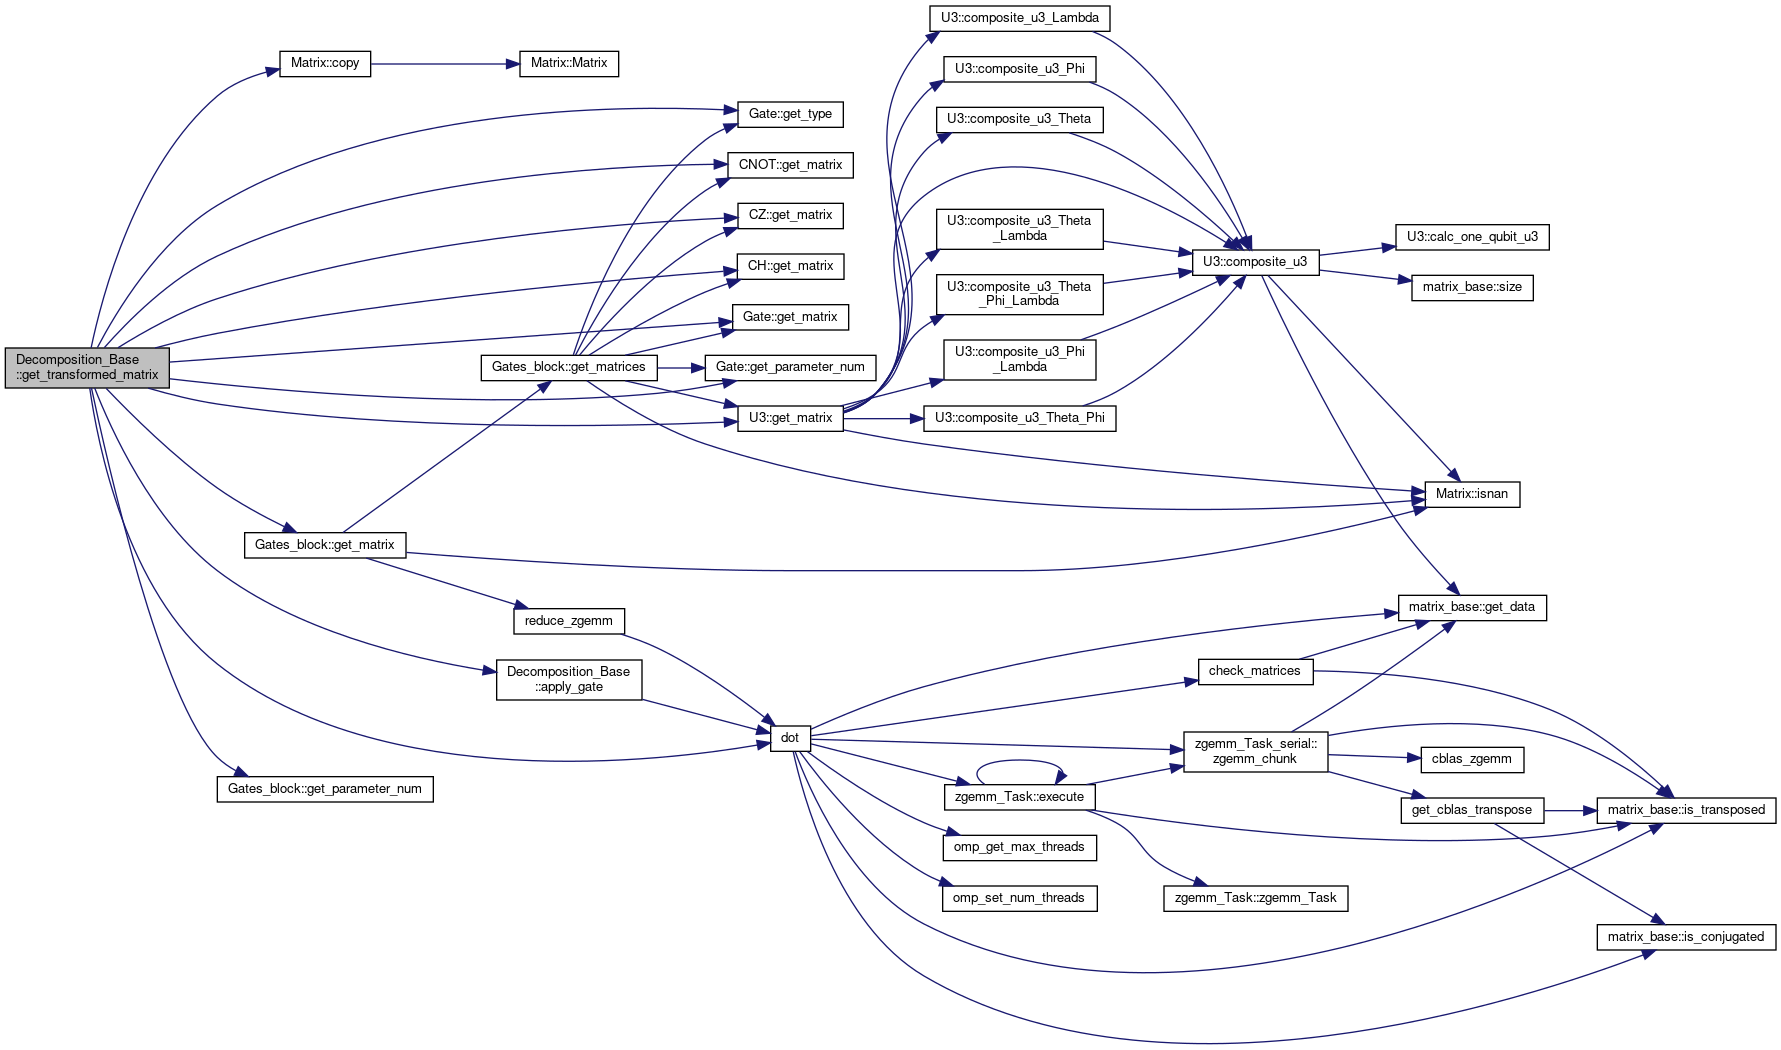 Decomposition_Base
::get_transformed_matrix
Matrix::copy
Matrix::Matrix
Gate::get_type
CNOT::get_matrix
CZ::get_matrix
CH::get_matrix
Gate::get_matrix
Gates_block::get_matrices
Gate::get_parameter_num
U3::get_matrix
Gates_block::get_matrix
reduce_zgemm
Decomposition_Base
::apply_gate
dot
Gates_block::get_parameter_num
U3::composite_u3_Lambda
U3::composite_u3_Phi
U3::composite_u3_Theta
U3::composite_u3_Theta
_Lambda
U3::composite_u3_Theta
_Phi_Lambda
U3::composite_u3_Phi
_Lambda
U3::composite_u3_Theta_Phi
U3::composite_u3
U3::calc_one_qubit_u3
matrix_base::size
Matrix::isnan
matrix_base::get_data
check_matrices
zgemm_Task_serial::
zgemm_chunk
cblas_zgemm
zgemm_Task::execute
get_cblas_transpose
matrix_base::is_transposed
omp_get_max_threads
omp_set_num_threads
zgemm_Task::zgemm_Task
matrix_base::is_conjugated